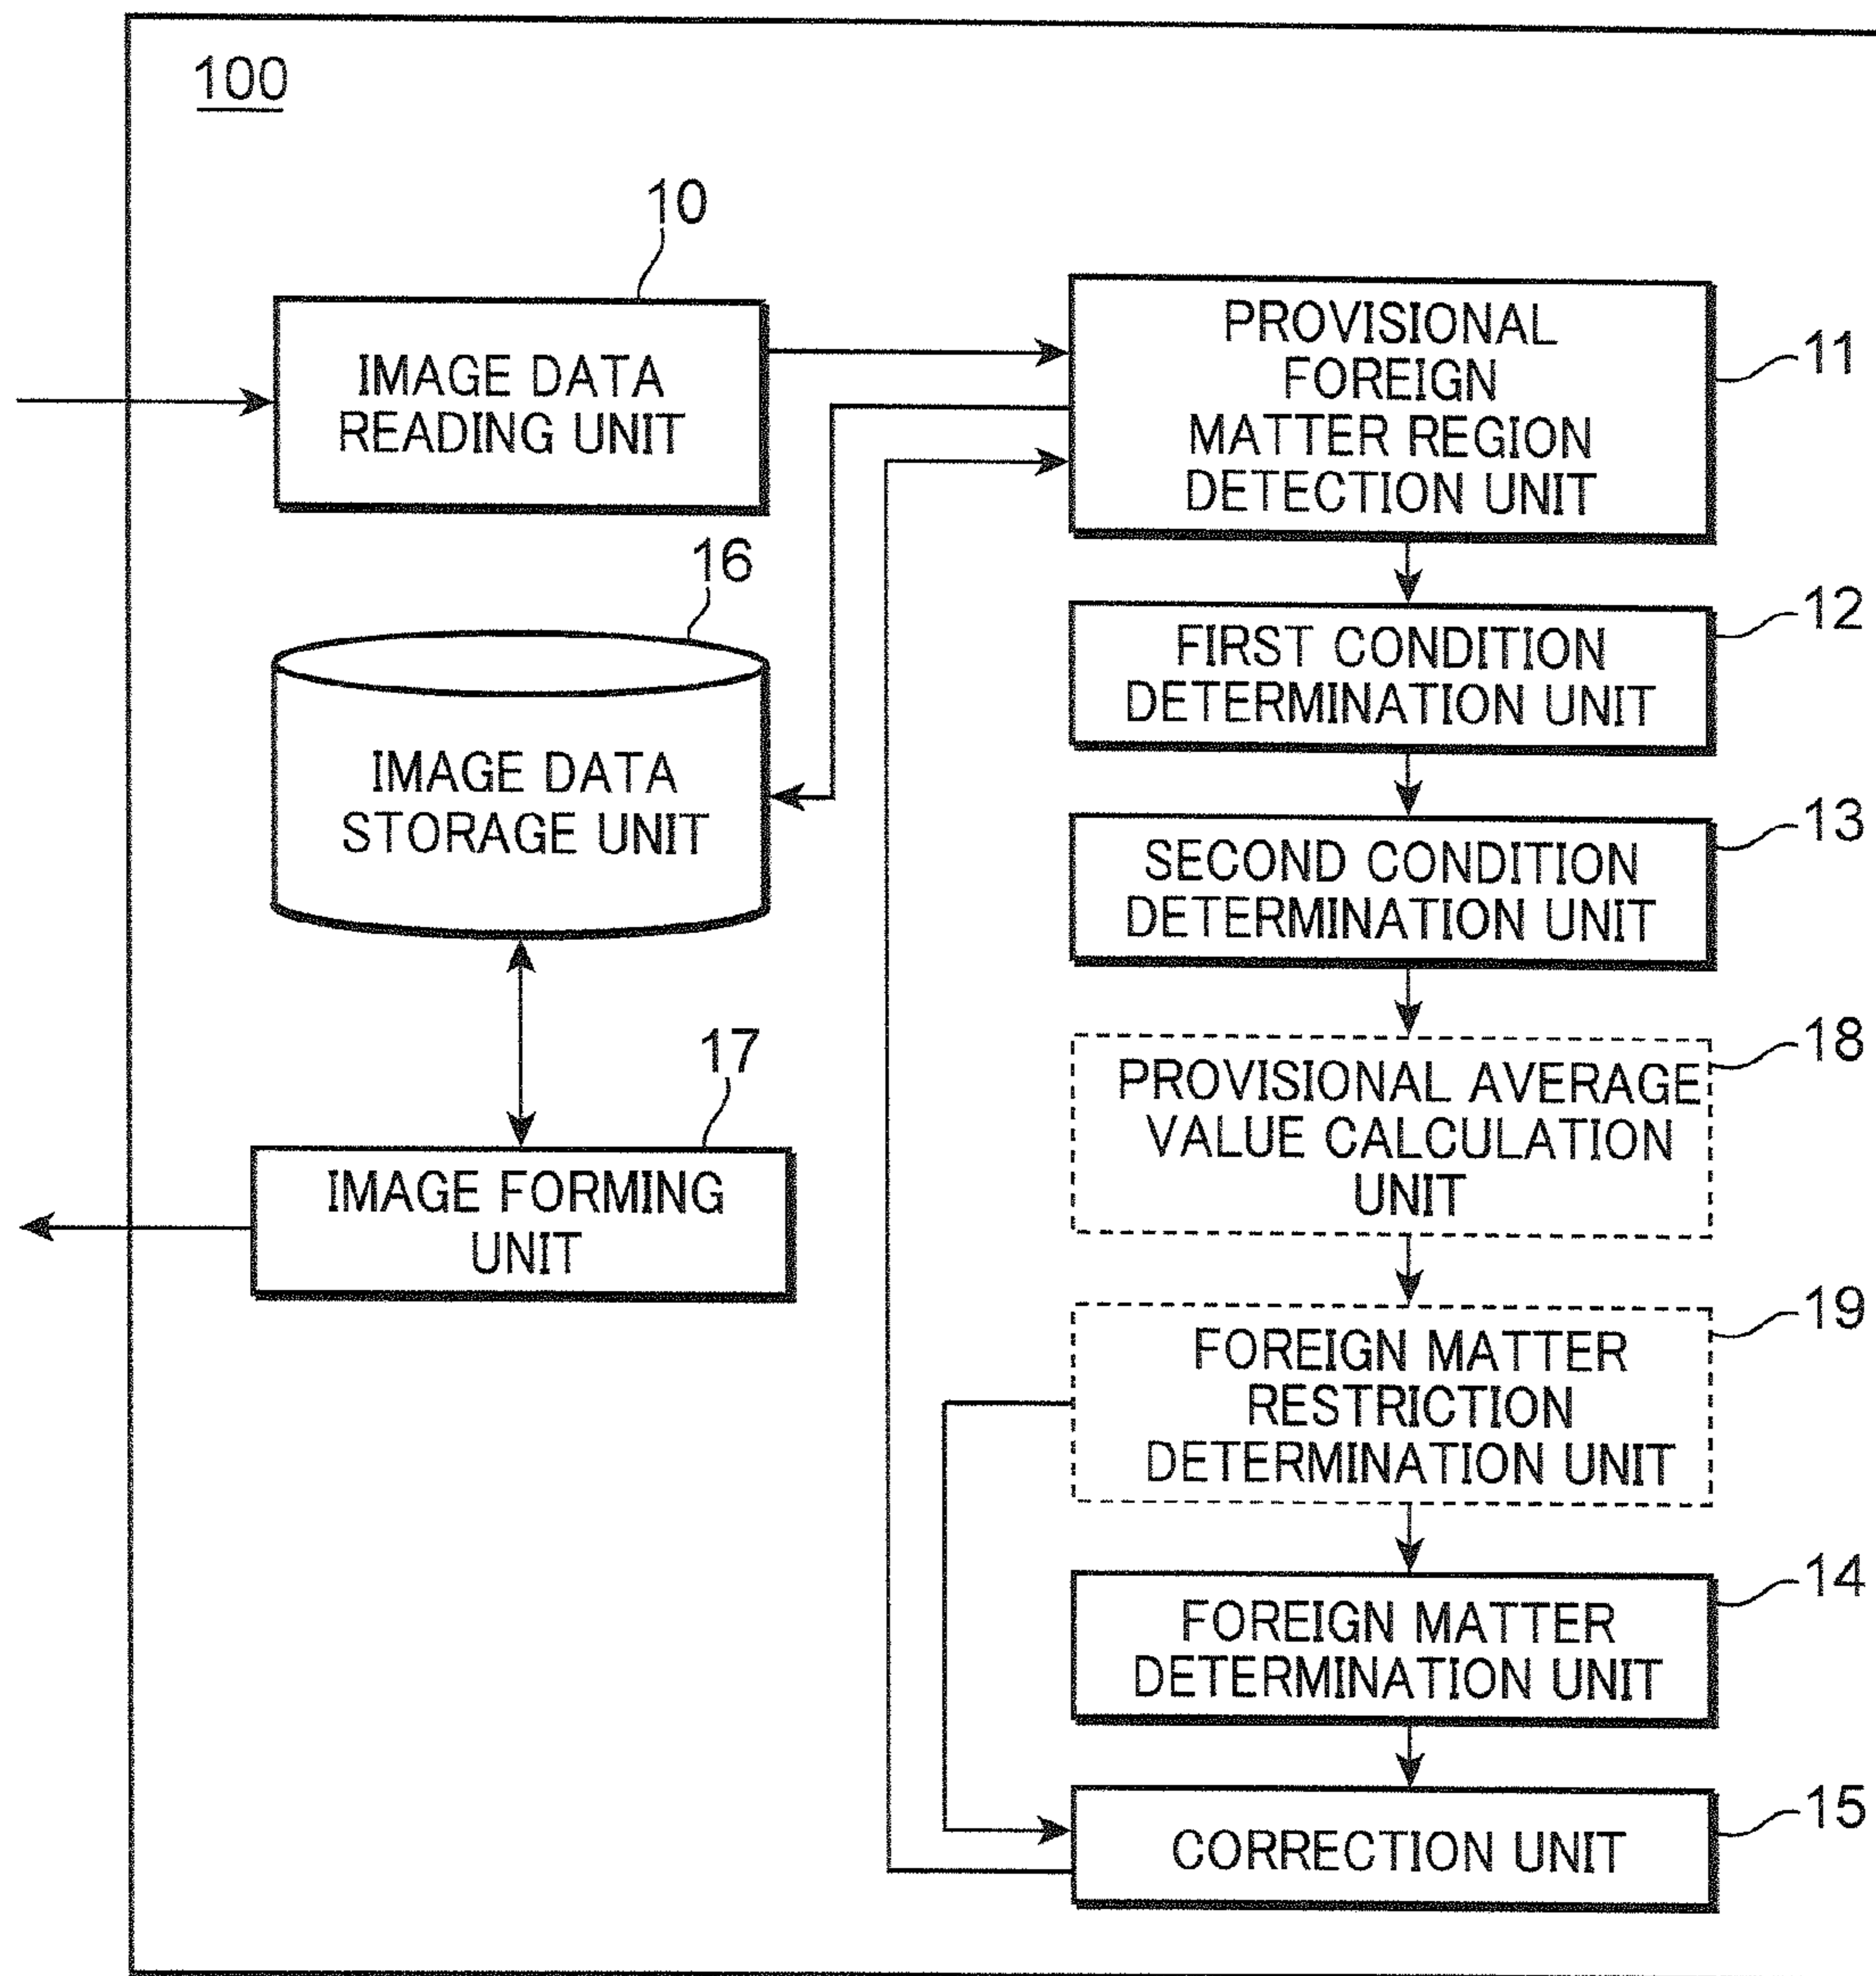 100
10
IMAGE DATA
READING UNIT
PROVISIONAL
FOREIGN
MATTER REGION
DETECTION UNIT
11
16
IMAGE DATA
STORAGE UNIT
FIRST CONDITION
DETERMINATION UNIT
12
SECOND CONDITION
DETERMINATION UNIT
13
17
IMAGE FORMING
UNIT
PROVISIONAL AVERAGE
VALUE CALCULATION
UNIT
18
FOREIGN MATTER
RESTRICTION
DETERMINATION UNIT
19
FOREIGN MATTER
DETERMINATION UNIT
14
CORRECTION UNIT
15